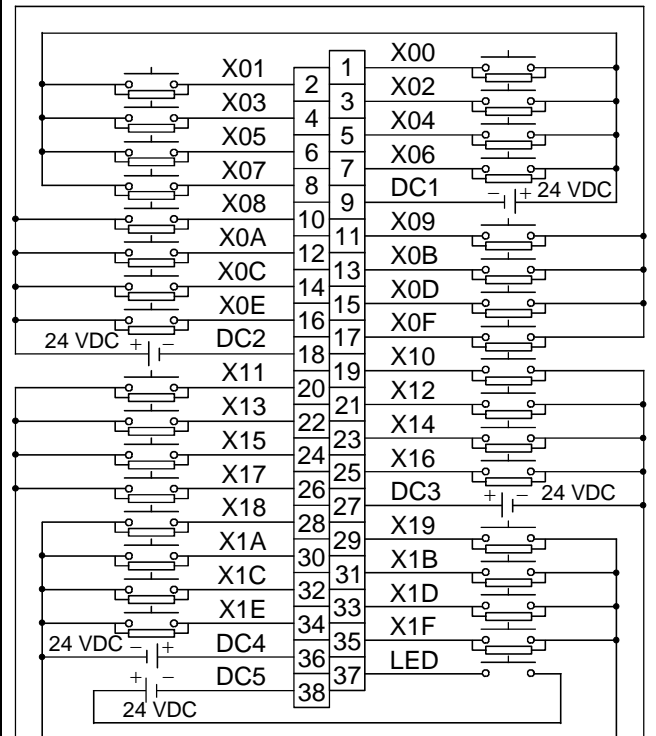 X00
X01 1
2 X02
X03 3
4 X04
X05 5
6 X06
X07 7
8 DC1 - + 24 VDC
X08 9
10 X09
X0A 11
12 X0B
X0C 13
14 X0D
X0E 15
16 X0F
24 VDC + - DC2 17
18 X10
X11 19
20 X12
X13 21
22 X14
X15 23
24 X16
X17 25
26 DC3 + - 24 VDC
X18 27
28 X19
X1A 29
30 X1B
X1C 31
32 X1D
X1E 33
34 X1F
24 VDC - + DC4 35
36 LED
+ - DC5 37
38
24 VDC